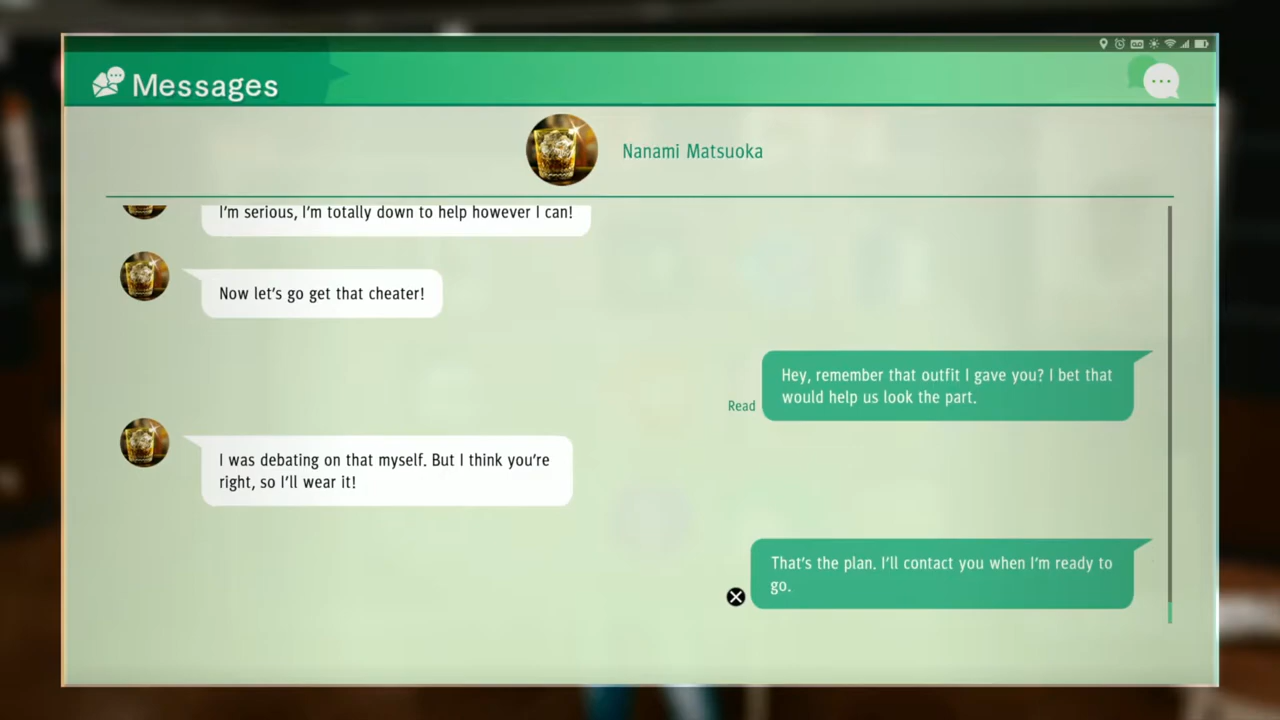 Messages
Nanami Matsuoka
I'm serious, I'm totally down to help however I can!
Now let's go get that cheater!
Hey, remember that outfit I gave you? I bet that
would help us look the part.
Read
I was debating on that myself. But I think you're
right, so I'll wear it!
That's the plan. I'll contact you when I'm ready to
go.